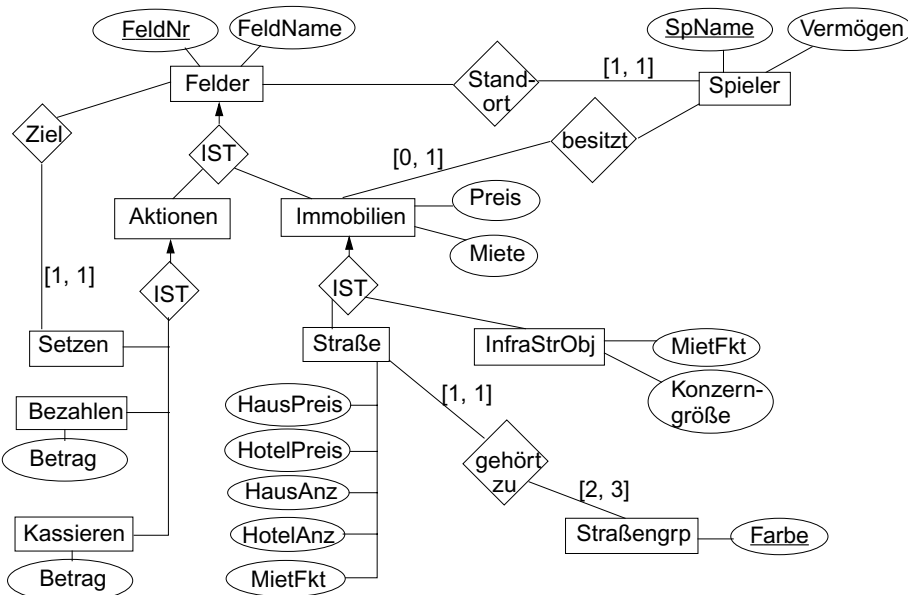 FeldNr
FeldName
SpName
Vermögen
Felder
Stand-
ort
[1, 1]
Spieler
Ziel
IST
besitzt
[0, 1]
Aktionen
Immobilien
Preis
Miete
[1, 1]
IST
IST
Setzen
Straße
InfraStrObj
MietFkt
Konzern-
größe
[1, 1]
Bezahlen
Betrag
HausPreis
HotelPreis
gehört
zu
HausAnz
[2, 3]
Kassieren
HotelAnz
Straßengrp
Farbe
Betrag
MietFkt